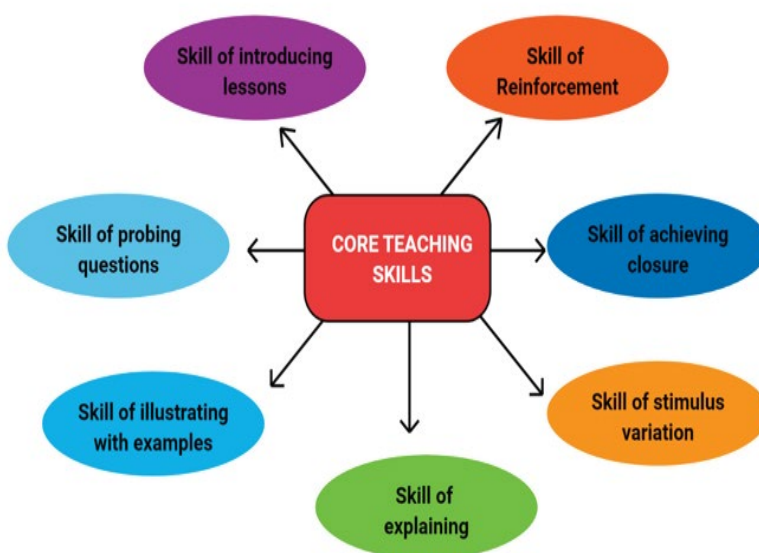 Skill of introducing
lessons
Skill of
Reinforcement
Skill of probing
questions
CORE TEACHING
SKILLS
Skill of achieving
closure
Skill of illustrating
with examples
Skill of stimulus
variation
Skill of
explaining